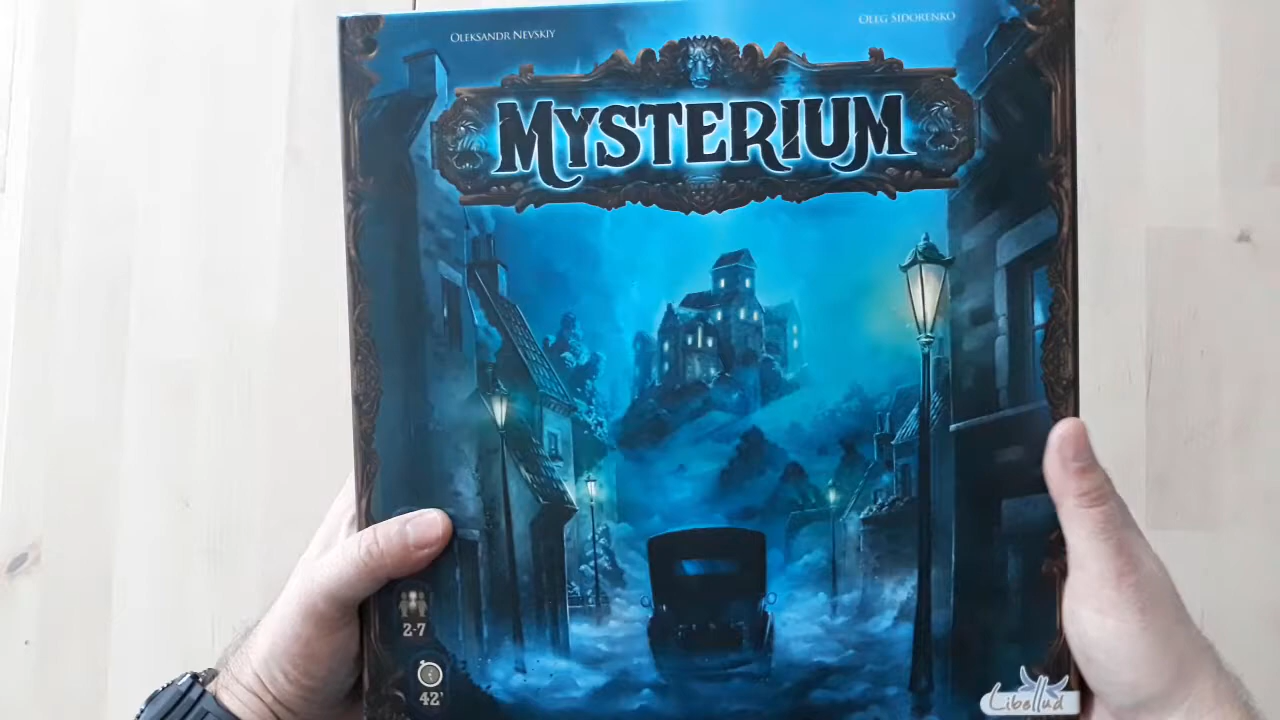 Oleksandr Nevskiy
Oleg Sidorenko
Mysterium
2-7
42'
Libellud